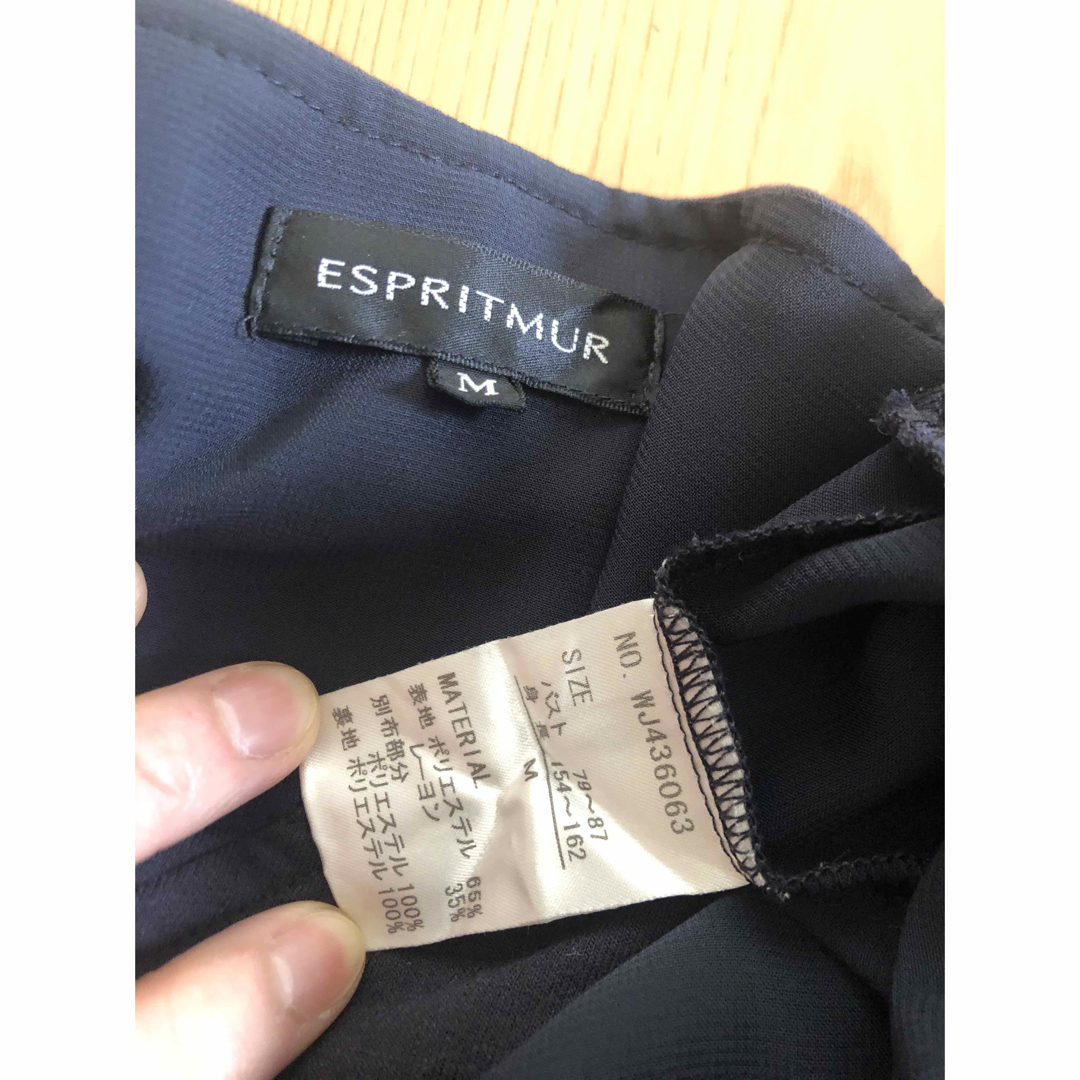 ESPRITMUR
M
NO. WJ436063
SIZE
バスト 79〜87
身 長 154〜162
M
MATERIAL
表地 ポリエステル 65%
レーヨン 35%
別布部分 ポリエステル 100%
裏地 ポリエステル 100%